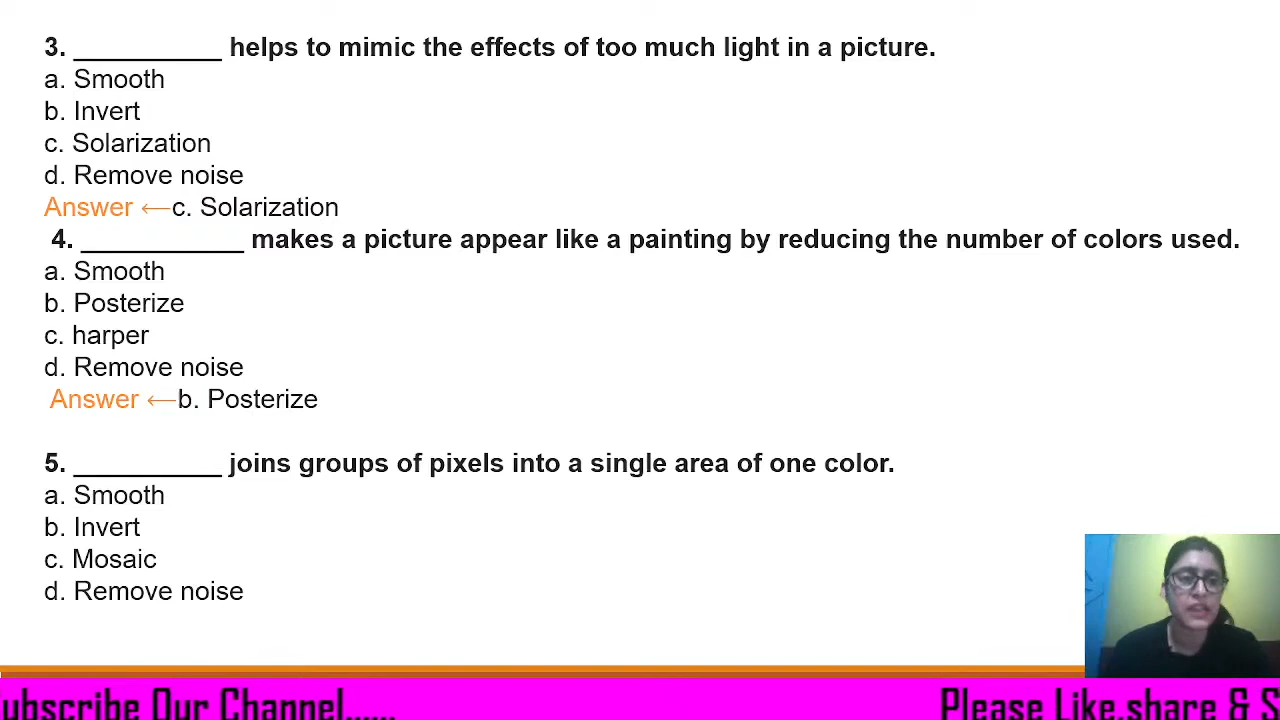 3. __________ helps to mimic the effects of too much light in a picture.
a. Smooth
b. Invert
c. Solarization
d. Remove noise
Answer ⟵c. Solarization
4. ___________ makes a picture appear like a painting by reducing the number of colors used.
a. Smooth
b. Posterize
c. harper
d. Remove noise
Answer ⟵b. Posterize
5. __________ joins groups of pixels into a single area of one color.
a. Smooth
b. Invert
c. Mosaic
d. Remove noise
ubscribe Our Channel...... Please Like,share & S